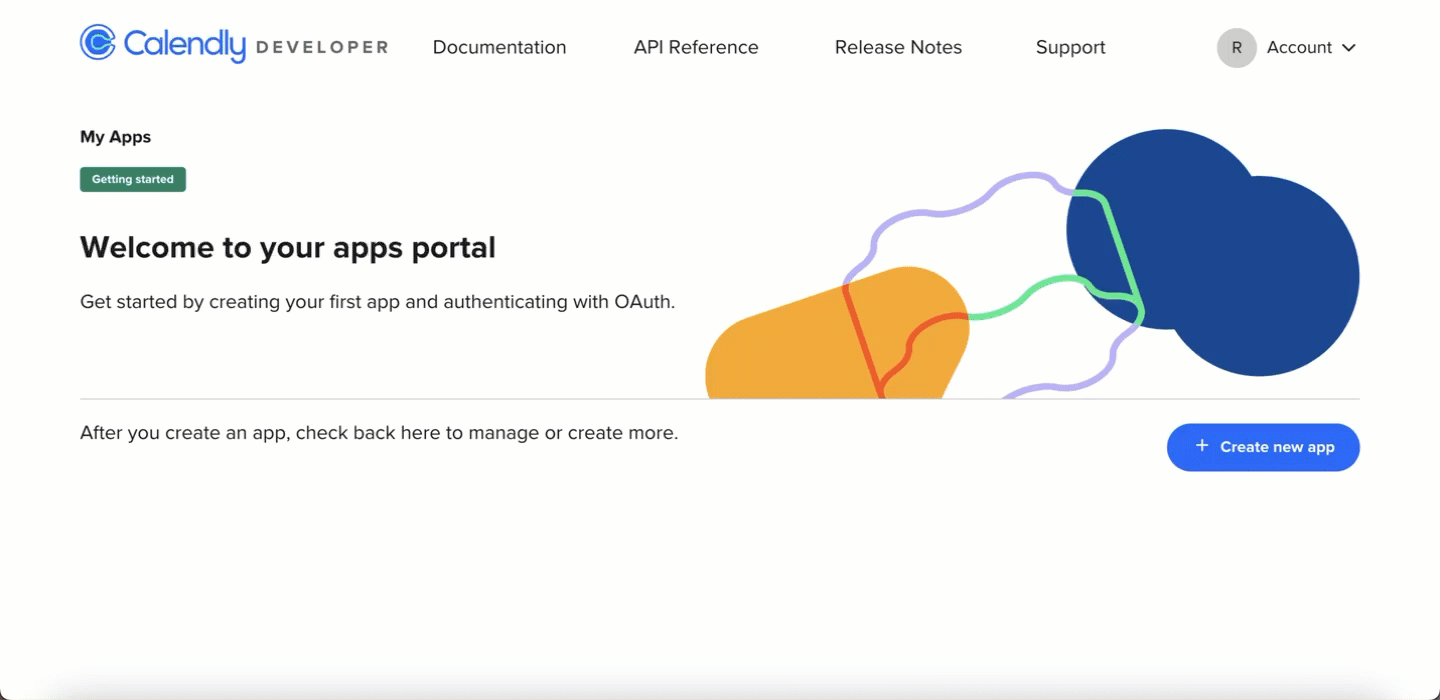 Calendly DEVELOPER Documentation API Reference Release Notes Support R Account
My Apps
Getting started
Welcome to your apps portal
Get started by creating your first app and authenticating with OAuth.
After you create an app, check back here to manage or create more.
+ Create new app